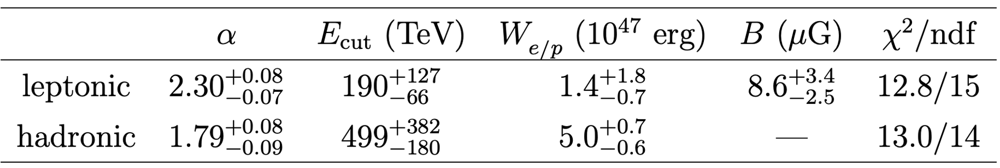 α E_cut (TeV) W_e/p (10^47 erg) B (μG) χ^2/ndf
leptonic 2.30^{+0.08}_{−0.07} 190^{+127}_{−66} 1.4^{+1.8}_{−0.7} 8.6^{+3.4}_{−2.5} 12.8/15
hadronic 1.79^{+0.08}_{−0.09} 499^{+382}_{−180} 5.0^{+0.7}_{−0.6} — 13.0/14